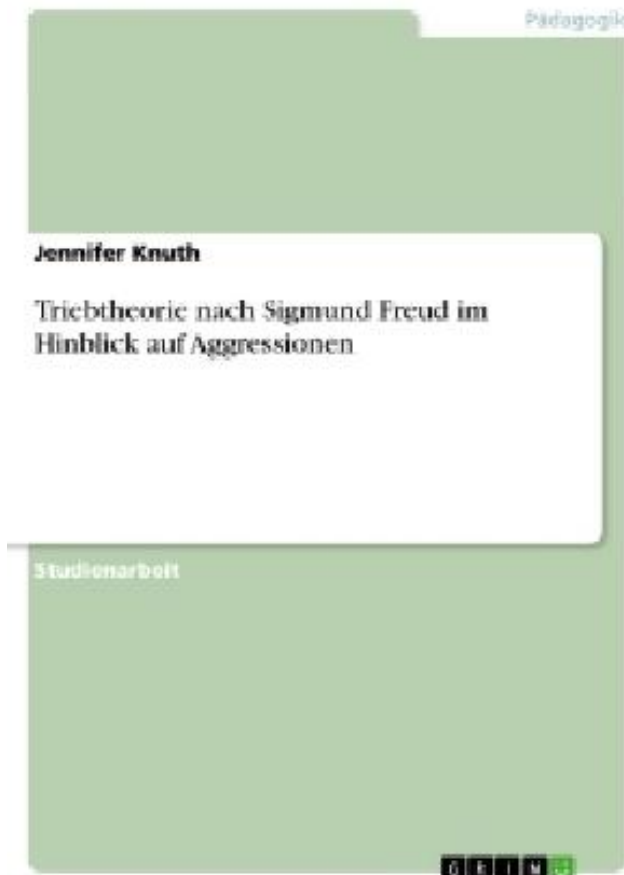 Pädagogik
Jennifer Knuth
Triebtheorie nach Sigmund Freud im
Hinblick auf Aggressionen
Studienarbeit
GRIN